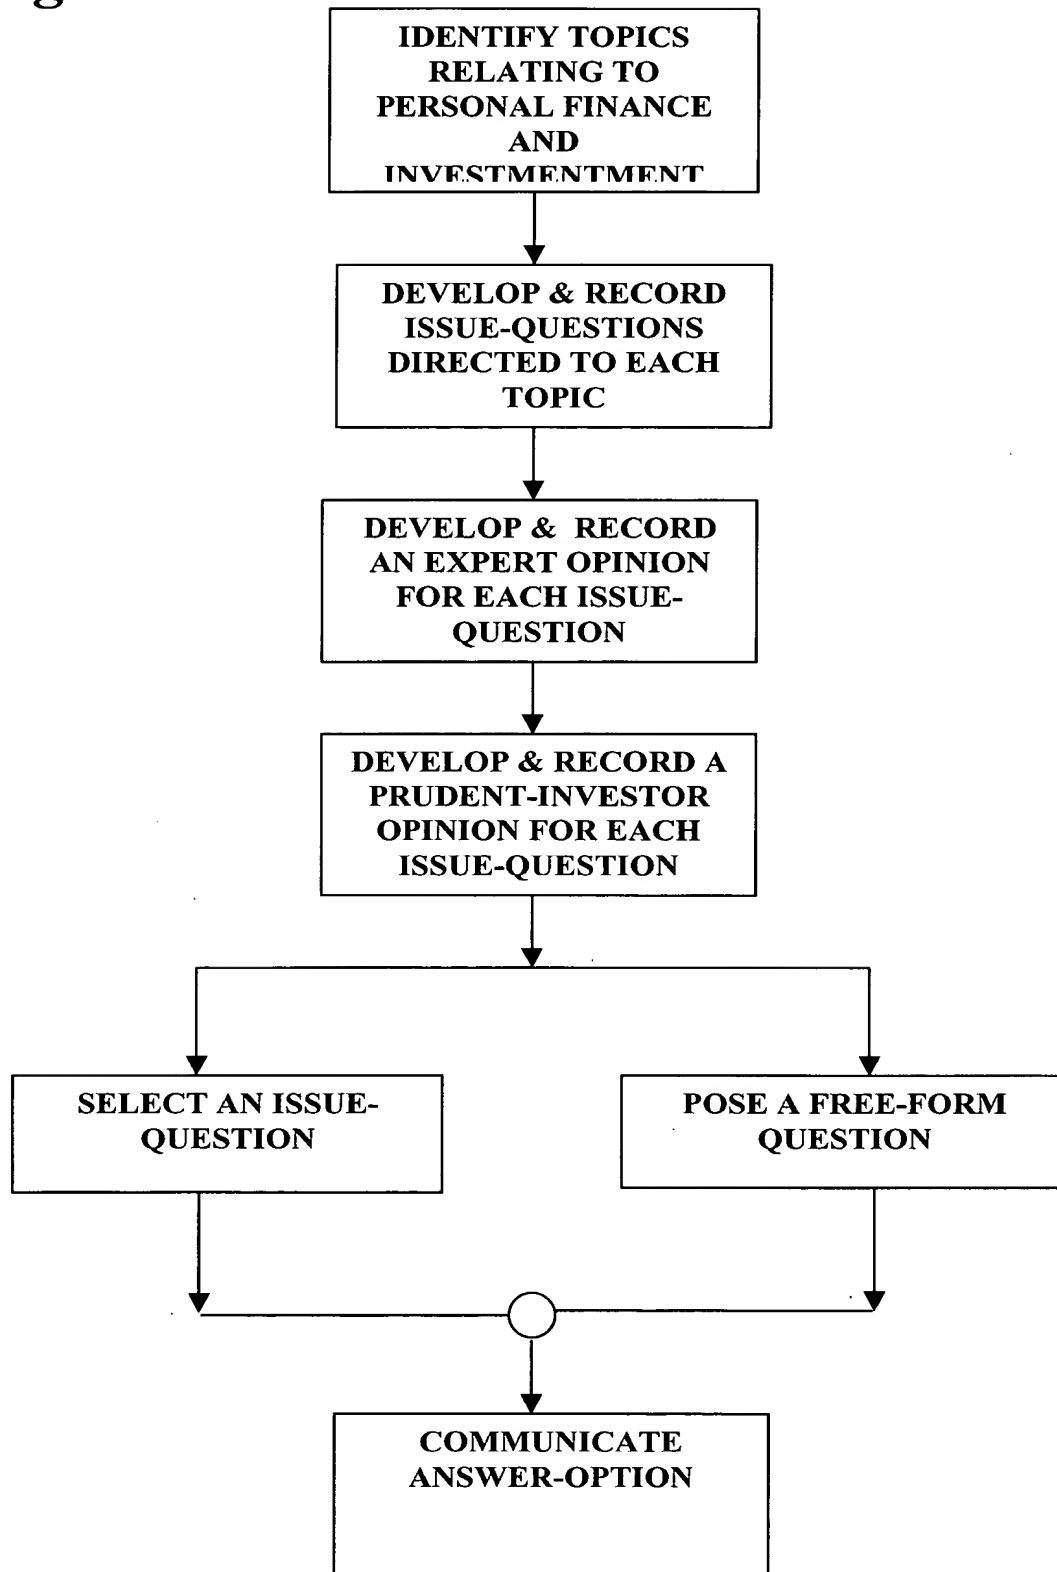 IDENTIFY TOPICS
RELATING TO
PERSONAL FINANCE
AND
INVESTMENTMENT
DEVELOP & RECORD
ISSUE-QUESTIONS
DIRECTED TO EACH
TOPIC
DEVELOP & RECORD
AN EXPERT OPINION
FOR EACH ISSUE-
QUESTION
DEVELOP & RECORD A
PRUDENT-INVESTOR
OPINION FOR EACH
ISSUE-QUESTION
SELECT AN ISSUE-
QUESTION
POSE A FREE-FORM
QUESTION
COMMUNICATE
ANSWER-OPTION